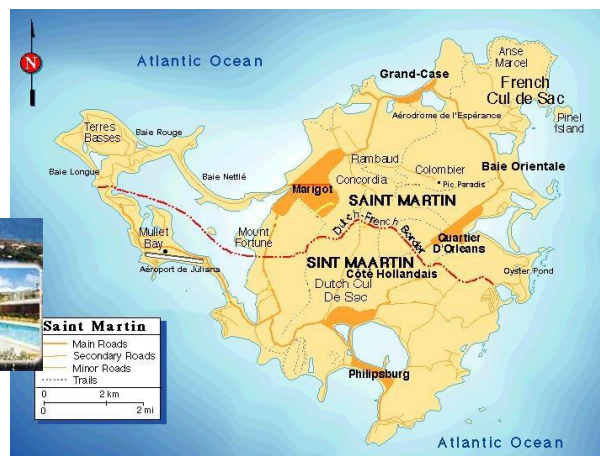 Atlantic Ocean
N
Anse
Marcel
Grand-Case
French
Cul de Sac
Aérodrome de l'Espérance
Pinel
Island
Terres
Basses
Baie Rouge
Rambaud
Colombier
Baie Orientale
Baie Longue
Baie Nettlé
Concordia
Pic Paradis
Marigot
SAINT MARTIN
Dutch-French Border
Mullet
Bay
Mount
Fortune
Quartier
D'Orleans
SINT MAARTIN
Côté Hollandais
Oyster Pond
Aéroport de Juliana
Dutch Cul
De Sac
Saint Martin
Main Roads
Secondary Roads
Minor Roads
Trails
0 2 km
0 2 mi
Philipsburg
Atlantic Ocean